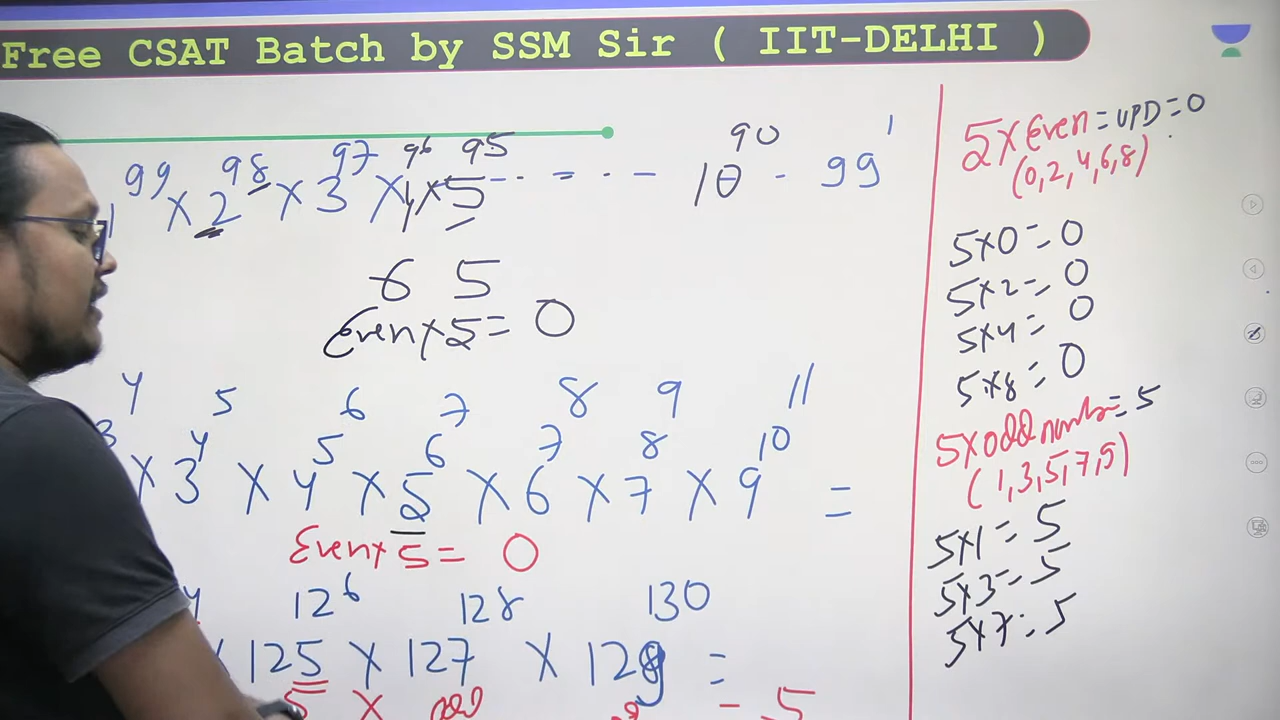 Free CSAT Batch by SSM Sir ( IIT-DELHI )
1^99 × 2^98 × 3^97 × 4^96 × 5^95 - - = - - 10^90 - 99^1
6 5
Even × 5 = 0
× 3^4^ × 4^5^6 × 5^6^7 × 6^7^8 × 7^8^9 × 9^10^11 =
Even × 5 = 0
125^126 × 127^128 × 129^130 =
5 × odd = 5
5 × Even = UPD = 0
(0, 2, 4, 6, 8)
5×0 = 0
5×2 = 0
5×4 = 0
5×8 = 0
5×odd number = 5
(1, 3, 5, 7, 9)
5×1 = 5
5×3 = 5
5×7 = 5